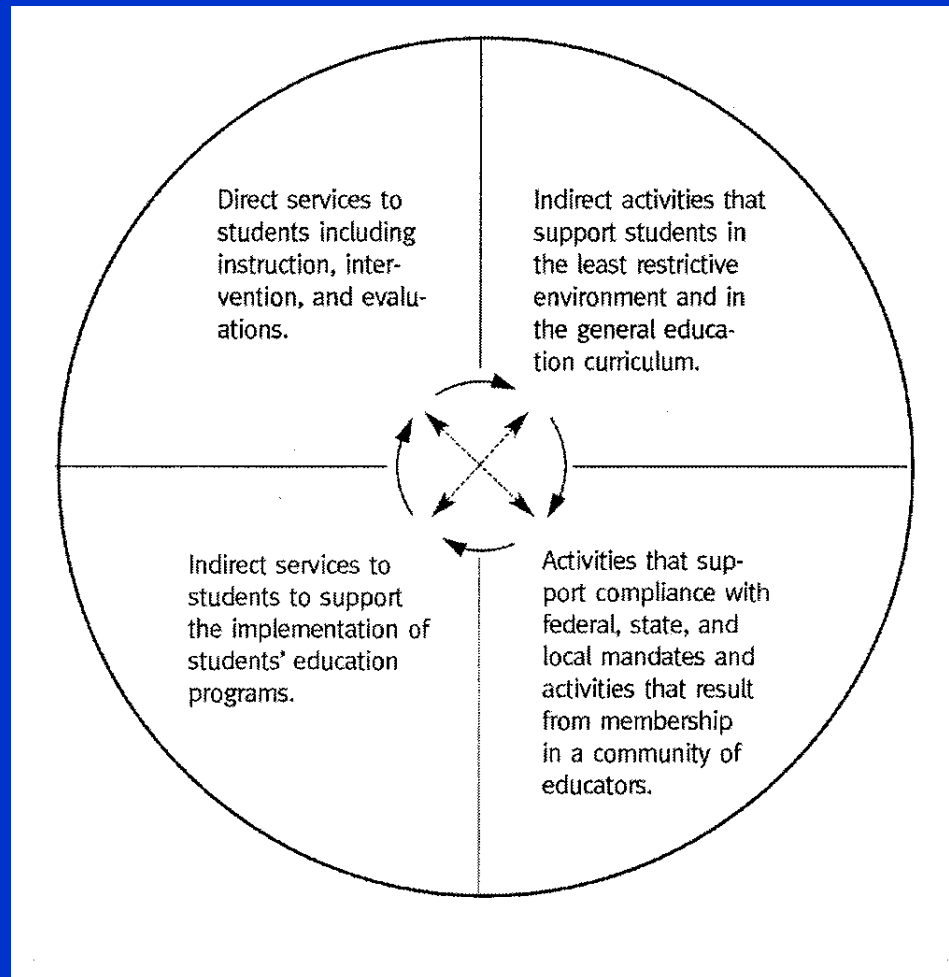 Direct services to
students including
instruction, inter-
vention, and evalu-
ations.
Indirect activities that
support students in
the least restrictive
environment and in
the general educa-
tion curriculum.
Indirect services to
students to support
the implementation of
students' education
programs.
Activities that sup-
port compliance with
federal, state, and
local mandates and
activities that result
from membership
in a community of
educators.